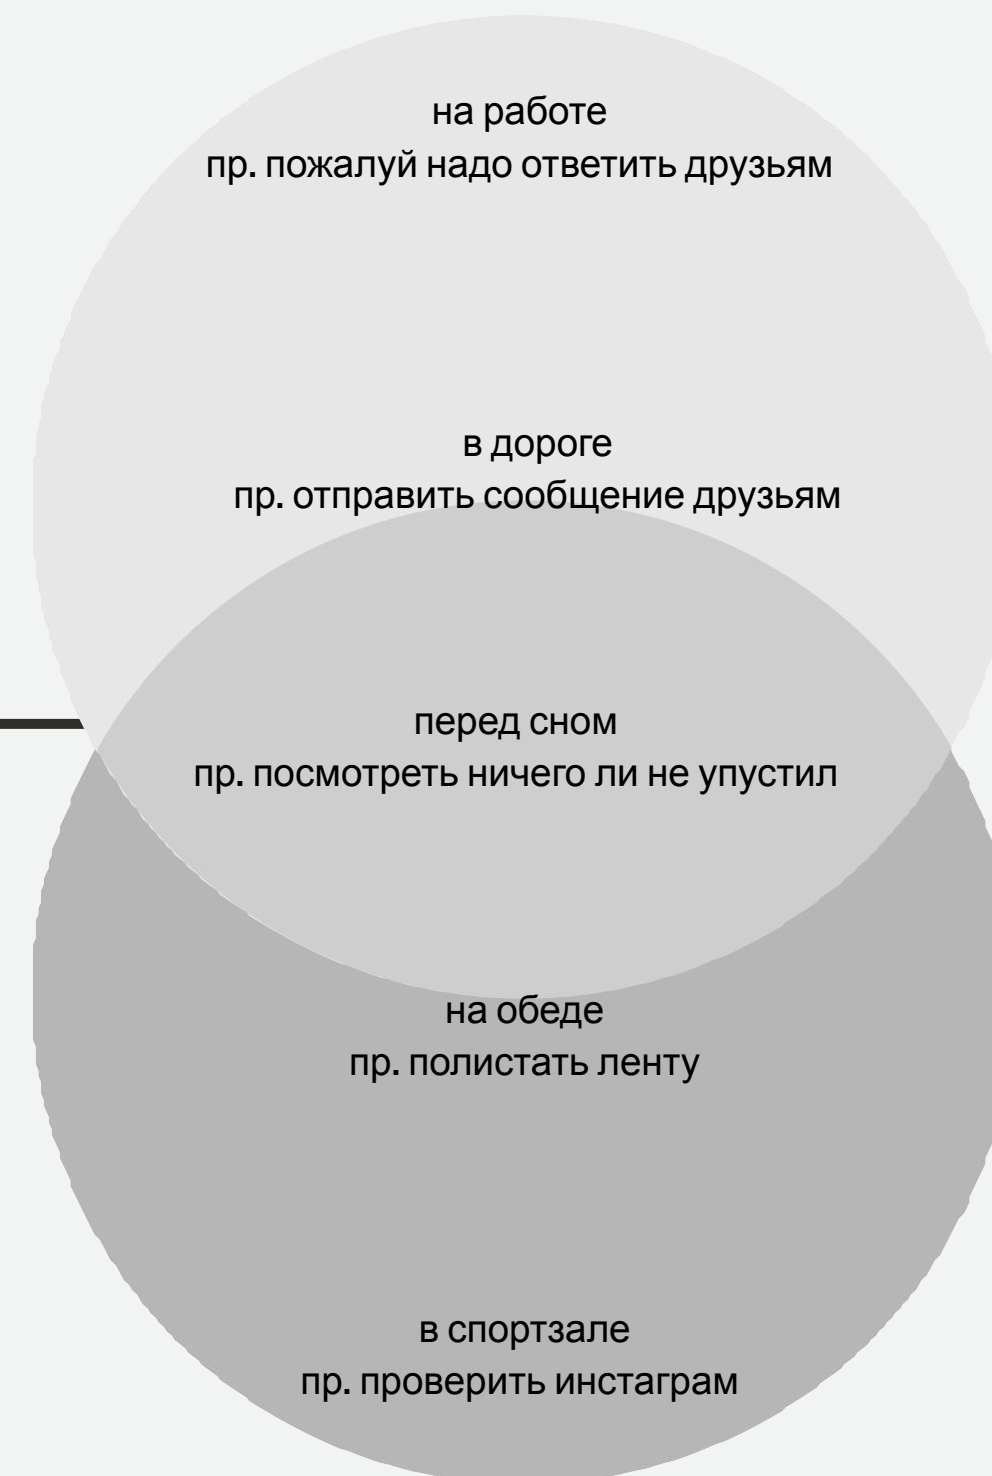 на работе
пр. пожалуй надо ответить друзьям
в дороге
пр. отправить сообщение друзьям
перед сном
пр. посмотреть ничего ли не упустил
на обеде
пр. полистать ленту
в спортзале
пр. проверить инстаграм